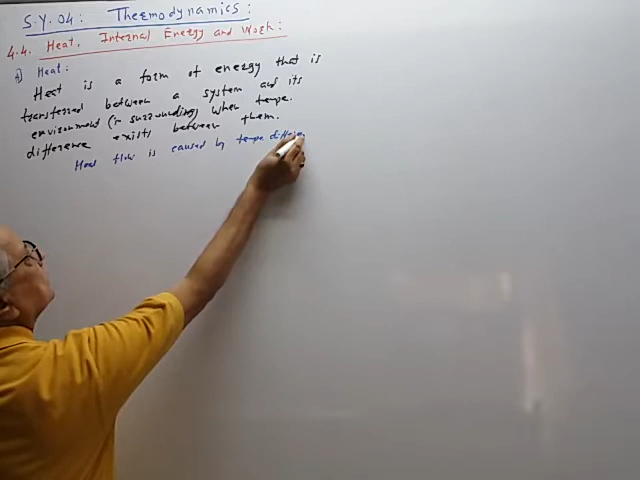 S.Y. 04: Thermodynamics:
4.4. Heat, Internal Energy and Work:
A) Heat:
Heat is a form of energy that is
transferred between a system and its
environment (or surrounding) when tempe.
difference exists between them.
Heat flow is caused by tempe differen